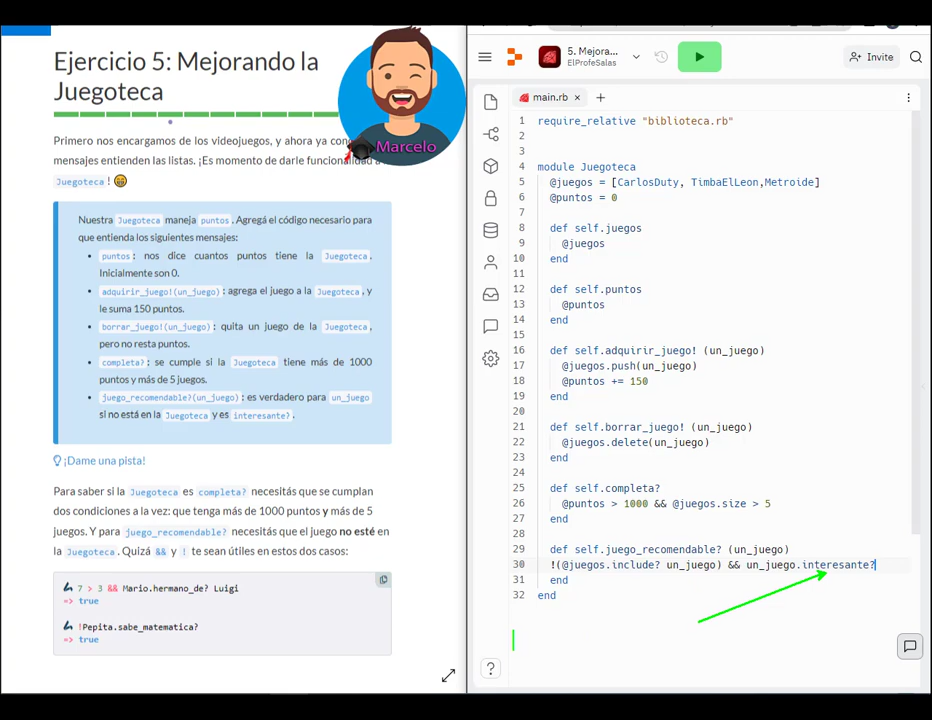 Ejercicio 5: Mejorando la
Juegoteca
Marcelo
Primero nos encargamos de los videojuegos, y ahora ya
mensajes entienden las listas. ¡Es momento de darle funcionalidad a
Juegoteca !
Nuestra Juegoteca maneja puntos. Agregá el código necesario para
que entienda los siguientes mensajes:
• puntos: nos dice cuantos puntos tiene la Juegoteca.
Inicialmente son 0.
• adquirir_juego!(un_juego): agrega el juego a la Juegoteca, y
le suma 150 puntos.
• borrar_juego!(un_juego): quita un juego de la Juegoteca,
pero no resta puntos.
• completa?: se cumple si la Juegoteca tiene más de 1000
puntos y más de 5 juegos.
• juego_recomendable?(un_juego): es verdadero para un_juego
si no está en la Juegoteca y es interesante?.
¡Dame una pista!
Para saber si la Juegoteca es completa? necesitás que se cumplan
dos condiciones a la vez: que tenga más de 1000 puntos y más de 5
juegos. Y para juego_recomendable? necesitás que el juego no esté en
la Juegoteca. Quizá && y ! te sean útiles en estos dos casos:
7 > 3 && Mario.hermano_de? Luigi
=> true
!Pepita.sabe_matematica?
=> true
5. Mejora...
ElProfeSalas
Invite
main.rb × +
1 require_relative "biblioteca.rb"
2
3
4 module Juegoteca
5 @juegos = [CarlosDuty, TimbaElLeon,Metroide]
6 @puntos = 0
7
8 def self.juegos
9 @juegos
10 end
11
12 def self.puntos
13 @puntos
14 end
15
16 def self.adquirir_juego! (un_juego)
17 @juegos.push(un_juego)
18 @puntos += 150
19 end
20
21 def self.borrar_juego! (un_juego)
22 @juegos.delete(un_juego)
23 end
24
25 def self.completa?
26 @puntos > 1000 && @juegos.size > 5
27 end
28
29 def self.juego_recomendable? (un_juego)
30 !(@juegos.include? un_juego) && un_juego.interesante?
31 end
32 end
?